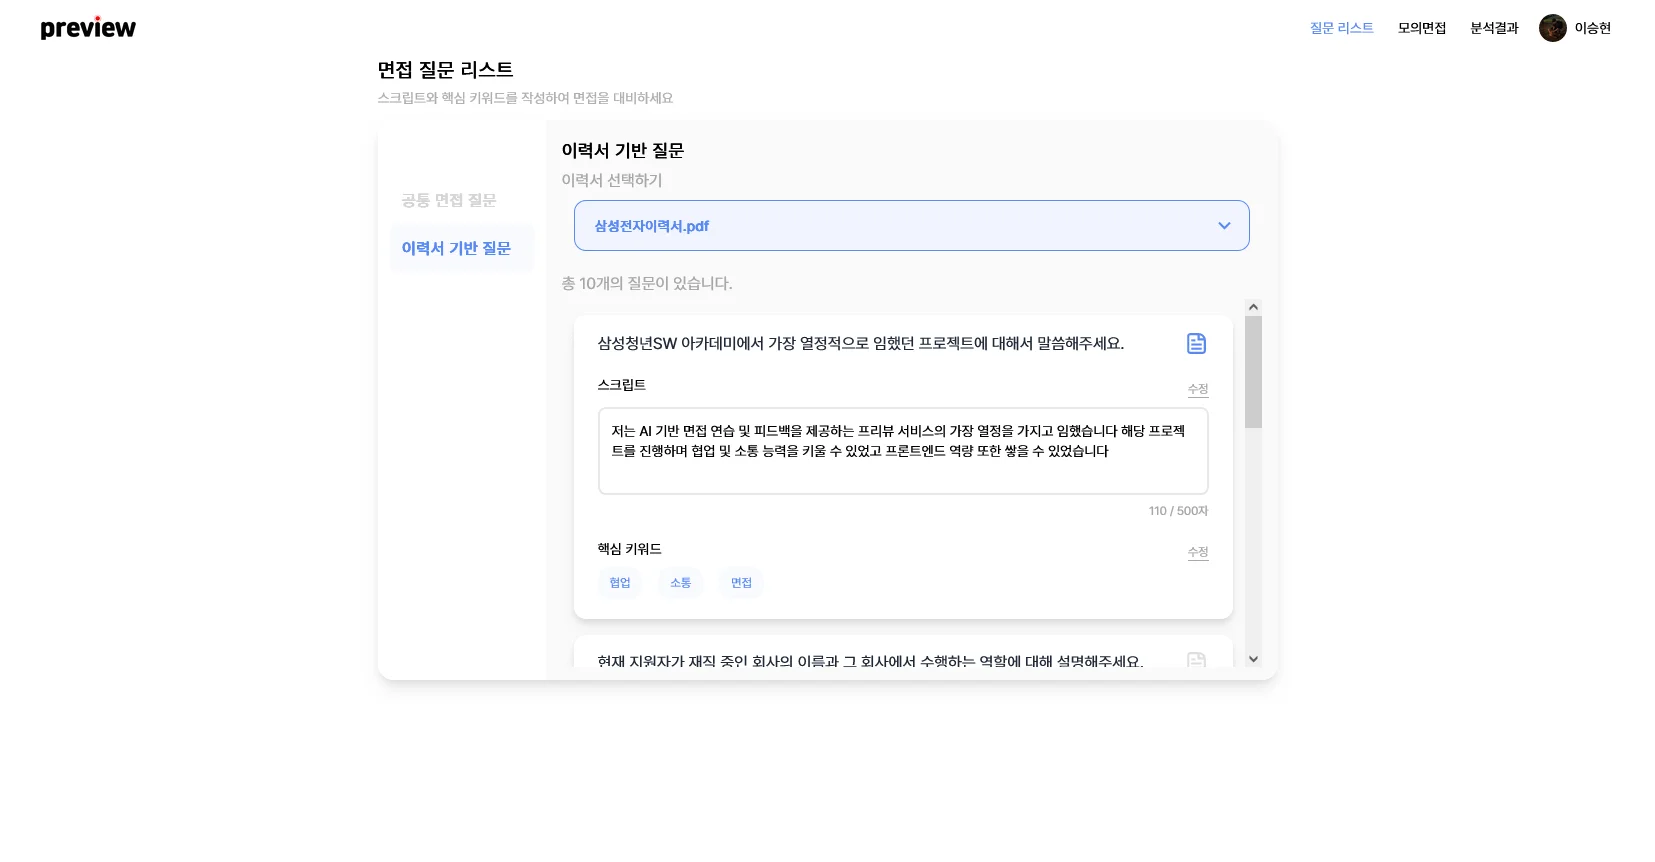 preview
질문 리스트
모의면접
분석결과
이승현
면접 질문 리스트
스크립트와 핵심 키워드를 작성하여 면접을 대비하세요
공통 면접 질문
이력서 기반 질문
이력서 기반 질문
이력서 선택하기
삼성전자이력서.pdf
총 10개의 질문이 있습니다.
삼성청년SW 아카데미에서 가장 열정적으로 임했던 프로젝트에 대해서 말씀해주세요.
스크립트
수정
저는 AI 기반 면접 연습 및 피드백을 제공하는 프리뷰 서비스의 가장 열정을 가지고 임했습니다 해당 프로젝
트를 진행하며 협업 및 소통 능력을 키울 수 있었고 프론트엔드 역량 또한 쌓을 수 있었습니다
110 / 500자
핵심 키워드
수정
협업
소통
면접
현재 지원자가 재직 중인 회사의 이름과 그 회사에서 수행하는 역할에 대해 설명해주세요.